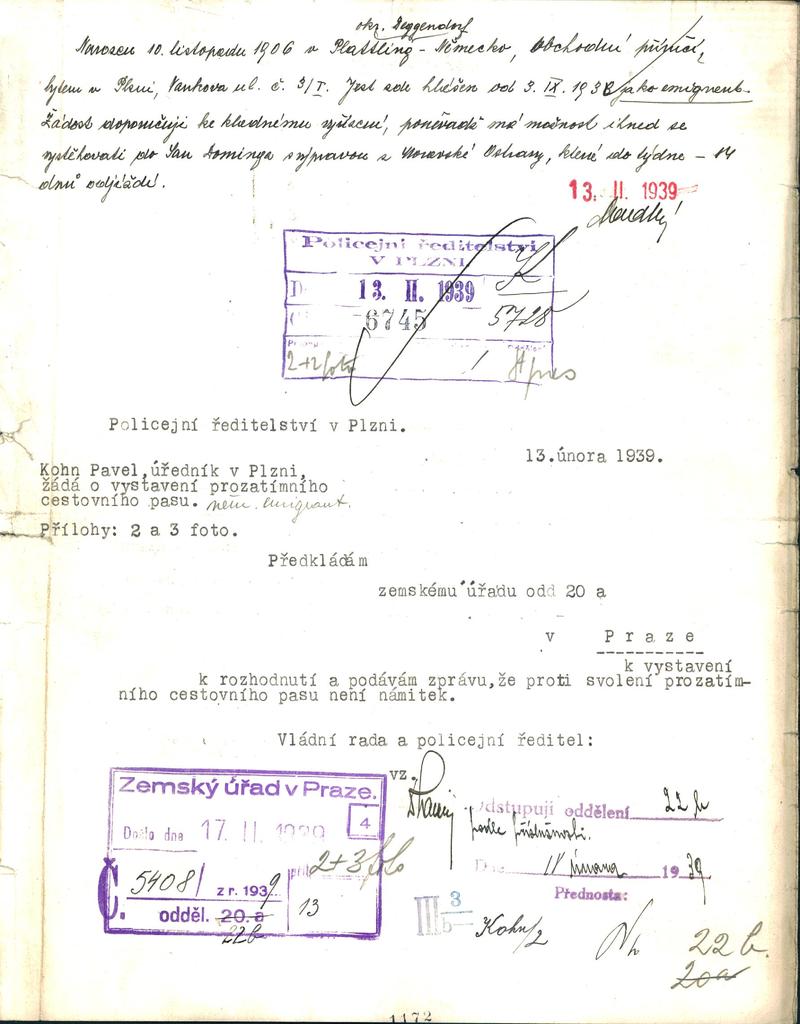 okr. Deggendorf
Narozen 10. listopadu 1906 v Plattling - Německo, obchodní příručí,
bytem v Plzni, Vaňkova ul. č. 3/I. Jest zde hlášen od 3. IX. 1938 jako emigrant.
Žádost doporučuji ke kladnému vyřízení, poněvadž má možnost ihned se
vystěhovati do San Dominga s výpravou z Moravské Ostravy, která do týdne - 14
dnů odjíždí.
13. II. 1939
Policejní ředitelství
V PLZNI
13. II. 1939
6745 5728
2+2 foto 1
Policejní ředitelství v Plzni.
13.února 1939.
Kohn Pavel,úředník v Plzni,
žádá o vystavení prozatímního
cestovního pasu. něm. emigrant.
Přílohy: 2 a 3 foto.
Předkládám
zemskému úřadu odd 20 a
v P r a z e
k vystavení
k rozhodnutí a podávám zprávu,že proti svolení prozatím-
ního cestovního pasu není námitek.
Vládní rada a policejní ředitel:
vz.
Zemský úřad v Praze.
4
Došlo dne 17. II. 1939
2+3 foto
Č. 5408/ z r. 1939
odděl. 20.a 13
22b
Odstupuji oddělení 22 b
podle příslušnosti.
Dne 17 února 1939
Přednosta:
III 3
b Kohn/2
22 b.
20a
1172